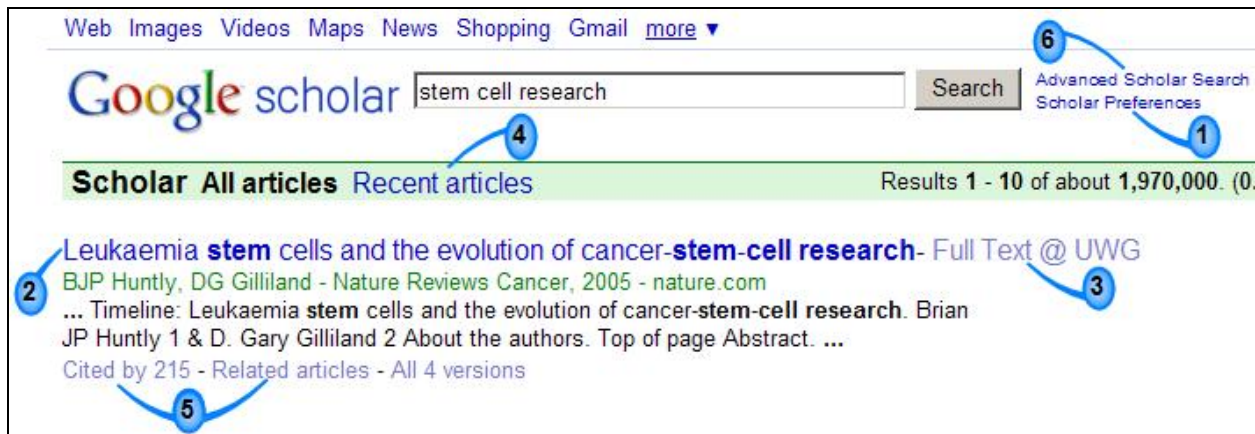 Web Images Videos Maps News Shopping Gmail more ▼
6
Google scholar stem cell research Search Advanced Scholar Search
Scholar Preferences
4
1
Scholar All articles Recent articles Results 1 - 10 of about 1,970,000. (0.
Leukaemia stem cells and the evolution of cancer-stem-cell research- Full Text @ UWG
2
BJP Huntly, DG Gilliland - Nature Reviews Cancer, 2005 - nature.com
3
... Timeline: Leukaemia stem cells and the evolution of cancer-stem-cell research. Brian
JP Huntly 1 & D. Gary Gilliland 2 About the authors. Top of page Abstract. ...
Cited by 215 - Related articles - All 4 versions
5